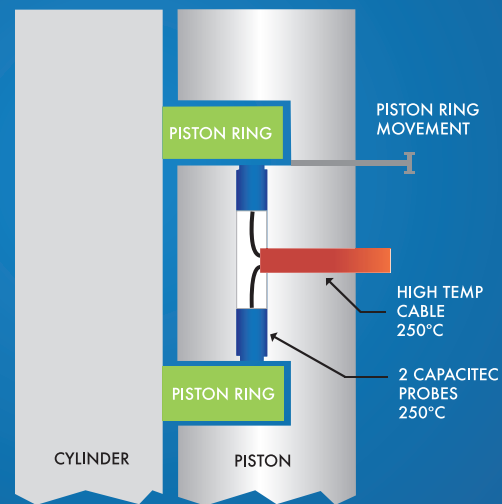 PISTON RING
PISTON RING
MOVEMENT
HIGH TEMP
CABLE
250°C
2 CAPACITEC
PROBES
250°C
PISTON RING
CYLINDER
PISTON